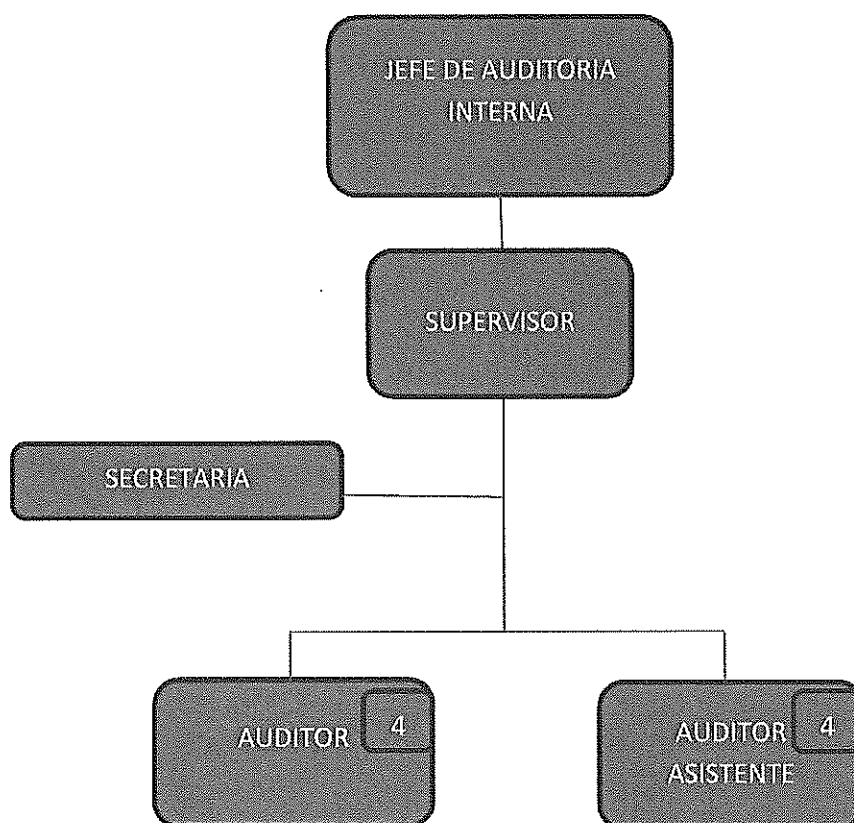 JEFE DE AUDITORIA
INTERNA
SUPERVISOR
SECRETARIA
AUDITOR
4
AUDITOR
4
ASISTENTE